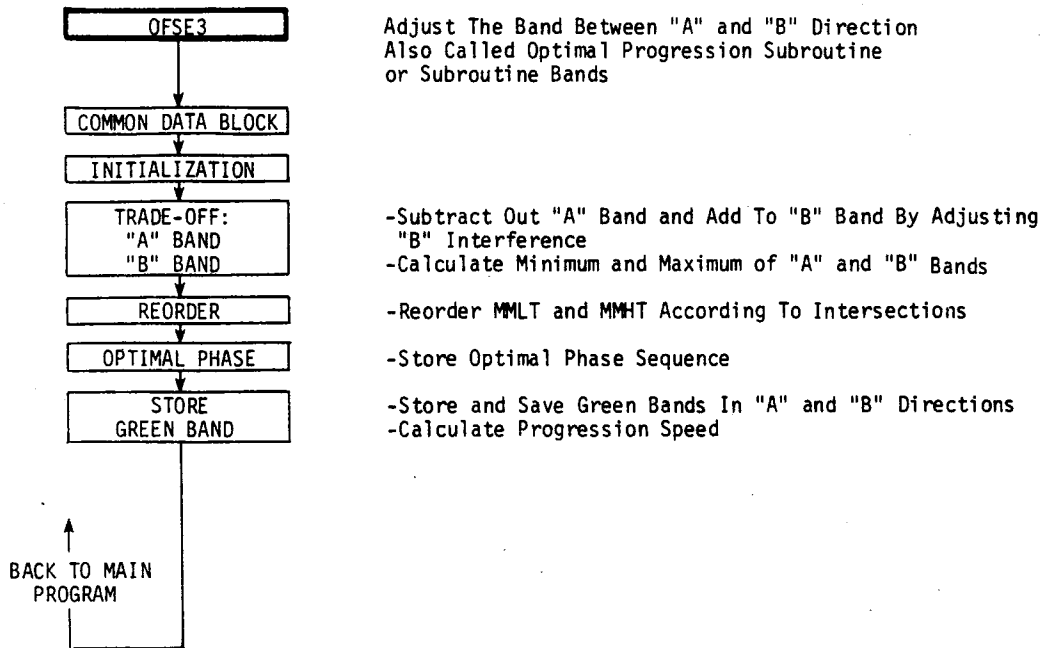 OFSE3
Adjust The Band Between "A" and "B" Direction
Also Called Optimal Progression Subroutine
or Subroutine Bands
COMMON DATA BLOCK
INITIALIZATION
TRADE-OFF:
"A" BAND
"B" BAND
-Subtract Out "A" Band and Add To "B" Band By Adjusting
"B" Interference
-Calculate Minimum and Maximum of "A" and "B" Bands
REORDER
-Reorder MMLT and MMHT According To Intersections
OPTIMAL PHASE
-Store Optimal Phase Sequence
STORE
GREEN BAND
-Store and Save Green Bands In "A" and "B" Directions
-Calculate Progression Speed
BACK TO MAIN
PROGRAM